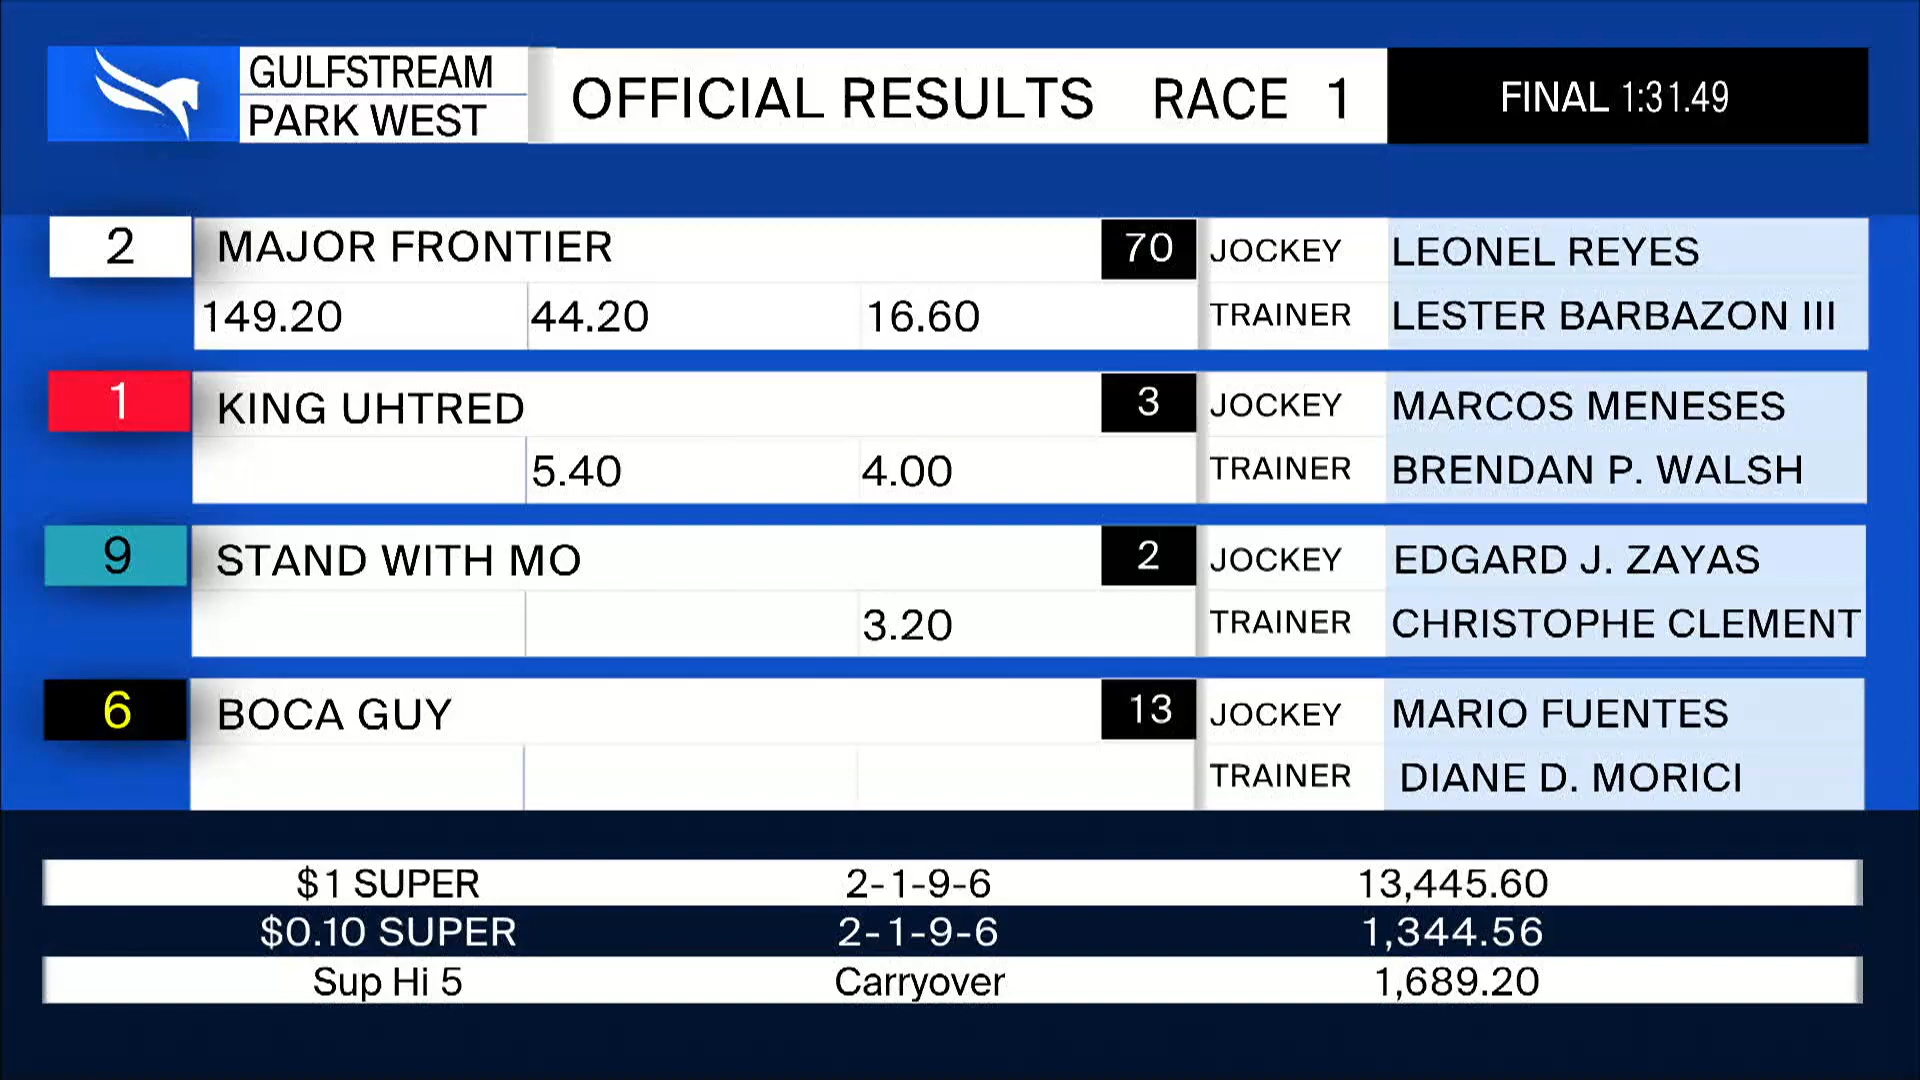 GULFSTREAM
PARK WEST
OFFICIAL RESULTS RACE 1
FINAL 1:31.49
2 MAJOR FRONTIER 70 JOCKEY LEONEL REYES
149.20 44.20 16.60 TRAINER LESTER BARBAZON III
1 KING UHTRED 3 JOCKEY MARCOS MENESES
5.40 4.00 TRAINER BRENDAN P. WALSH
9 STAND WITH MO 2 JOCKEY EDGARD J. ZAYAS
3.20 TRAINER CHRISTOPHE CLEMENT
6 BOCA GUY 13 JOCKEY MARIO FUENTES
TRAINER DIANE D. MORICI
$1 SUPER 2-1-9-6 13,445.60
$0.10 SUPER 2-1-9-6 1,344.56
Sup Hi 5 Carryover 1,689.20